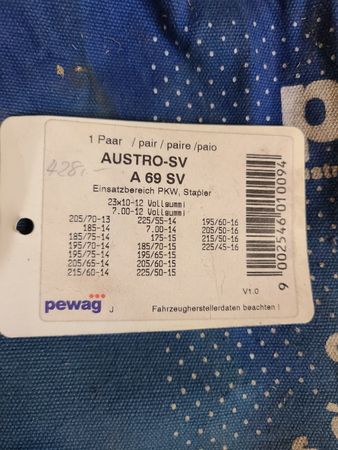 1 Paar / pair / paire /paio
428,-
AUSTRO-SV
A 69 SV
Einsatzbereich PKW, Stapler
23x10-12 Vollgummi
7.00-12 Vollgummi
205/70-13 225/55-14 195/60-16
185-14 7.00-14 205/50-16
185/75-14 175-15 215/50-16
195/70-14 185/70-15 225/45-16
195/75-14 195/65-15
205/65-14 205/60-15
215/60-14 225/50-15
pewag
J
Fahrzeugherstellerdaten beachten !
V1.0
9002546010094
p